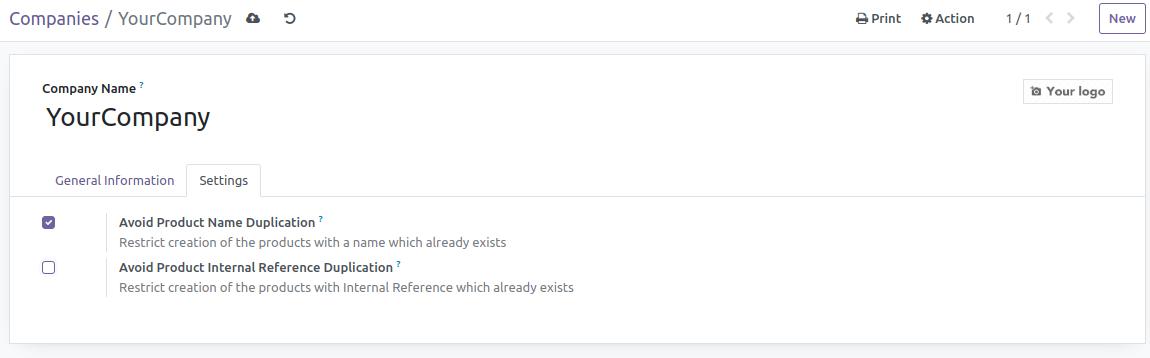 Companies / YourCompany
Print Action 1 / 1 New
Company Name ?
YourCompany
Your logo
General Information Settings
Avoid Product Name Duplication ?
Restrict creation of the products with a name which already exists
Avoid Product Internal Reference Duplication ?
Restrict creation of the products with Internal Reference which already exists